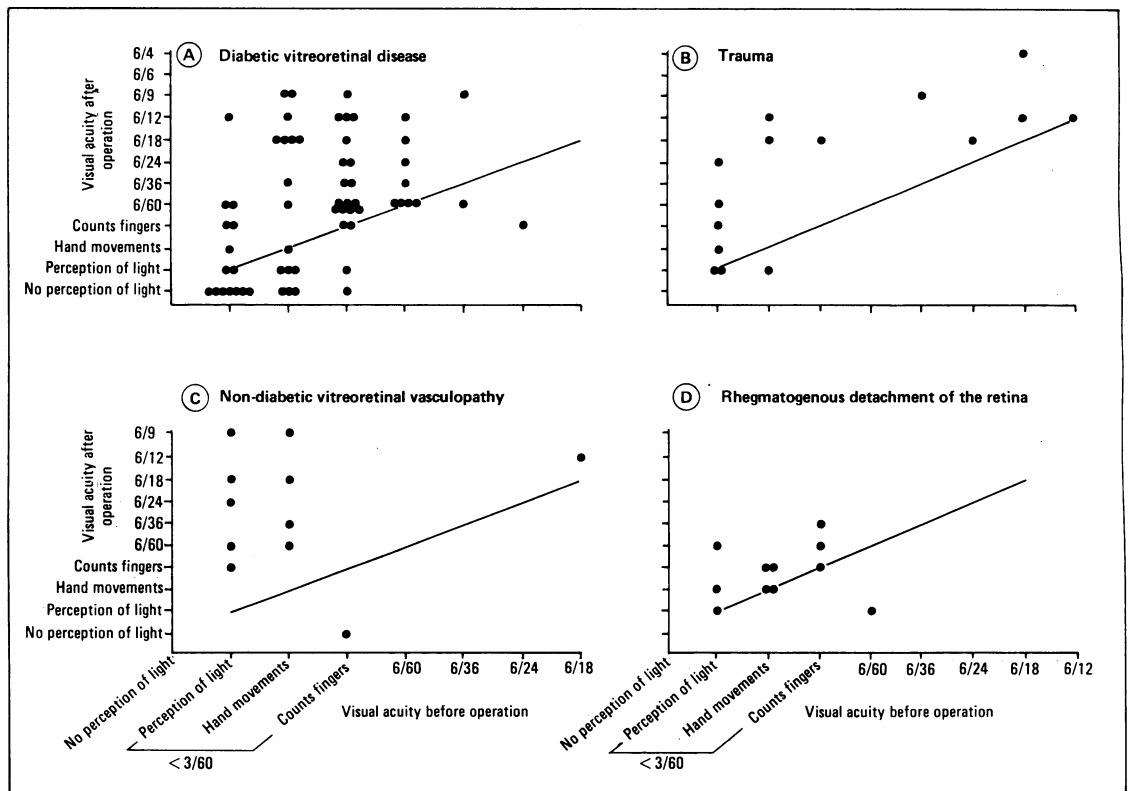 A Diabetic vitreoretinal disease
Visual acuity after
operation
6/4
6/6
6/9
6/12
6/18
6/24
6/36
6/60
Counts fingers
Hand movements
Perception of light
No perception of light
B Trauma
C Non-diabetic vitreoretinal vasculopathy
Visual acuity after
operation
6/9
6/12
6/18
6/24
6/36
6/60
Counts fingers
Hand movements
Perception of light
No perception of light
No perception of light
Perception of light
Hand movements
Counts fingers
6/60
6/36
6/24
6/18
Visual acuity before operation
< 3/60
D Rhegmatogenous detachment of the retina
No perception of light
Perception of light
Hand movements
Counts fingers
6/60
6/36
6/24
6/18
6/12
Visual acuity before operation
< 3/60